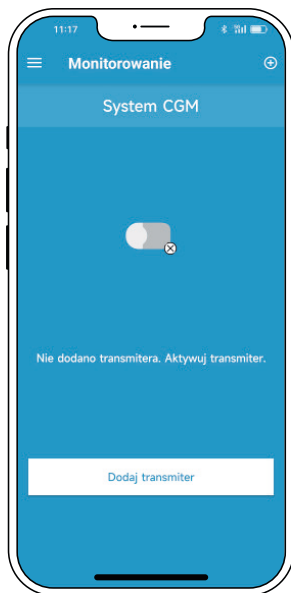 11:17
Monitorowanie
System CGM
Nie dodano transmitera. Aktywuj transmiter.
Dodaj transmiter